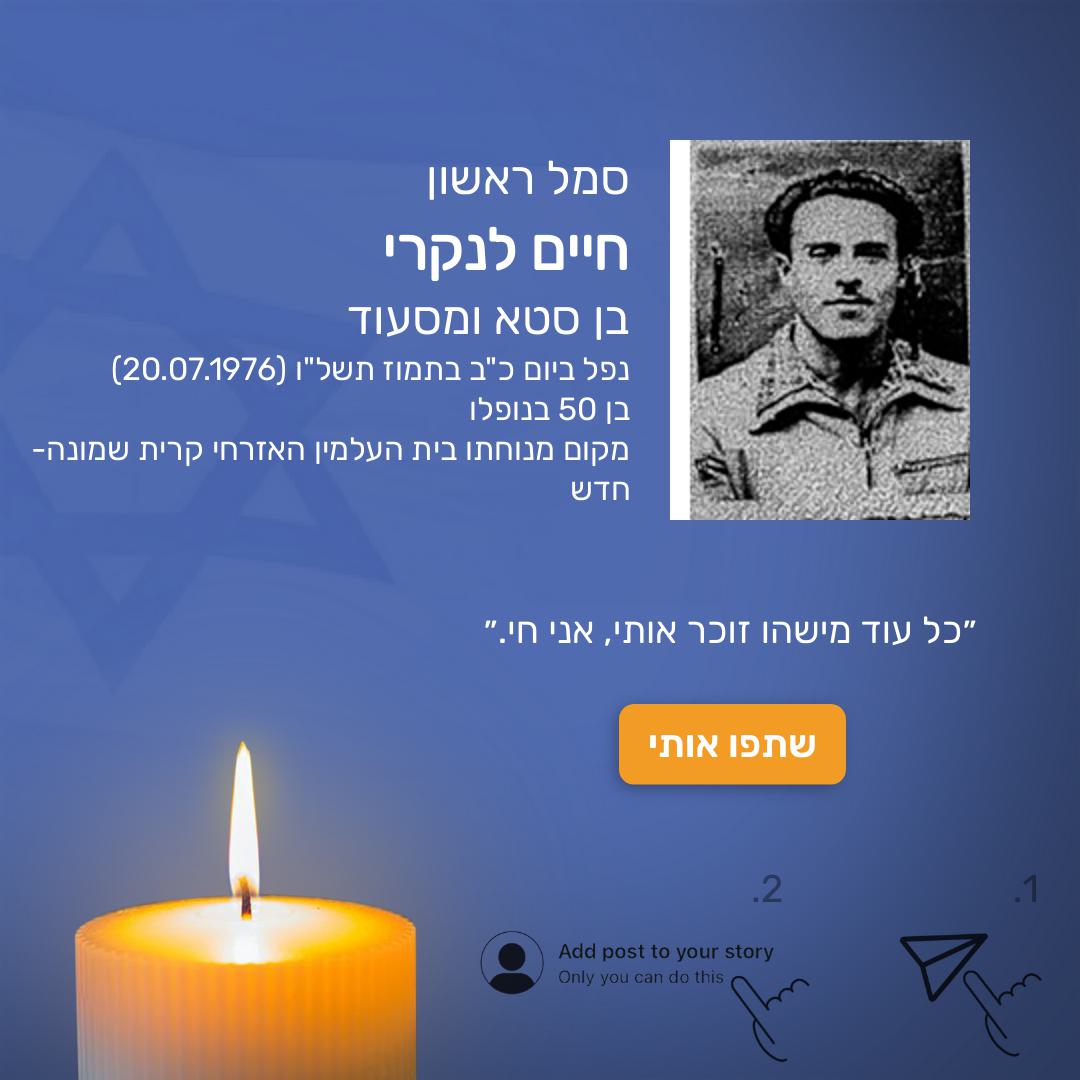 סמל ראשון
חיים לנקרי
בן סטא ומסעוד
נפל ביום כ"ב בתמוז תשל"ו (20.07.1976)
בן 50 בנופלו
מקום מנוחתו בית העלמין האזרחי קרית שמונה-
חדש
״כל עוד מישהו זוכר אותי, אני חי.״
שתפו אותי
.1
.2
Add post to your story
Only you can do this